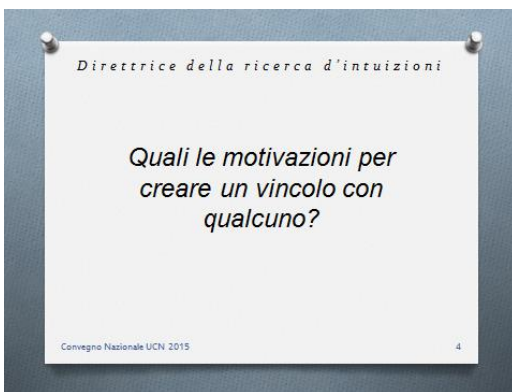 Direttrice della ricerca d'intuizioni
Quali le motivazioni per
creare un vincolo con
qualcuno?
Convegno Nazionale UCN 2015
4